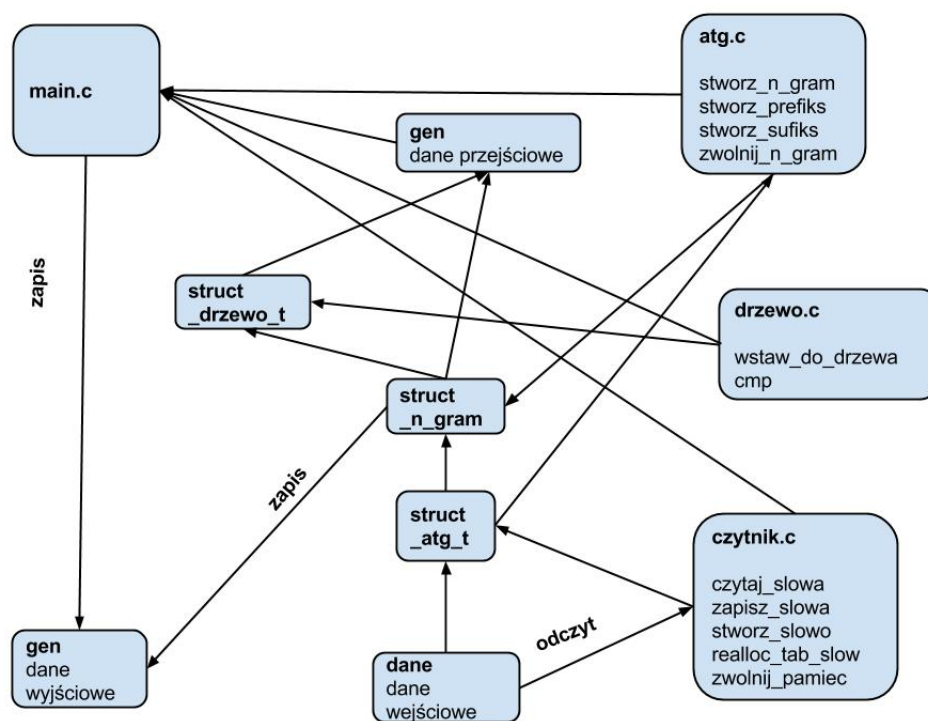 main.c
atg.c
stworz_n_gram
stworz_prefiks
stworz_sufiks
zwolnij_n_gram
gen
dane przejściowe
zapis
struct
_drzewo_t
drzewo.c
wstaw_do_drzewa
cmp
struct
_n_gram
zapis
struct
_atg_t
czytnik.c
czytaj_slowa
zapisz_slowa
stworz_slowo
realloc_tab_slow
zwolnij_pamiec
odczyt
gen
dane
wyjściowe
dane
dane
wejściowe